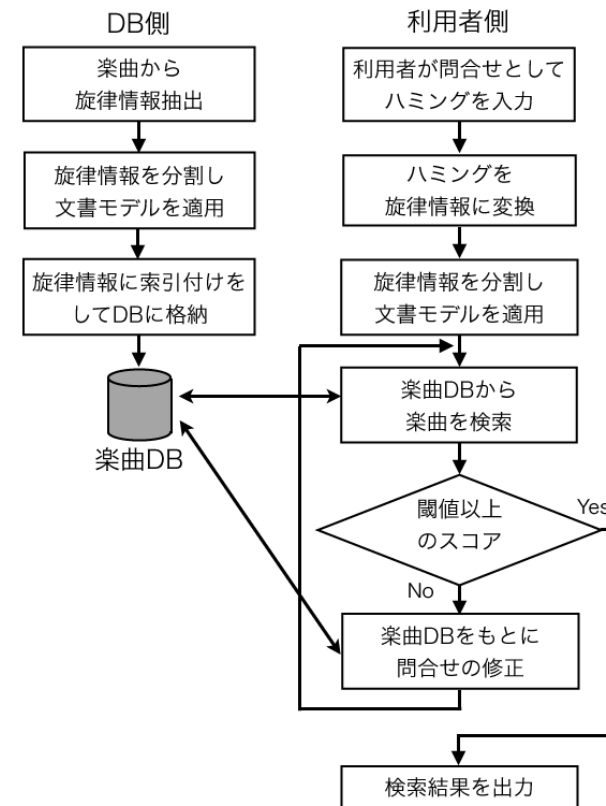 DB側
楽曲から
旋律情報抽出
旋律情報を分割し
文書モデルを適用
旋律情報に索引付けを
してDBに格納
楽曲DB
利用者側
利用者が問合せとして
ハミングを入力
ハミングを
旋律情報に変換
旋律情報を分割し
文書モデルを適用
楽曲DBから
楽曲を検索
閾値以上
のスコア
Yes
No
楽曲DBをもとに
問合せの修正
検索結果を出力